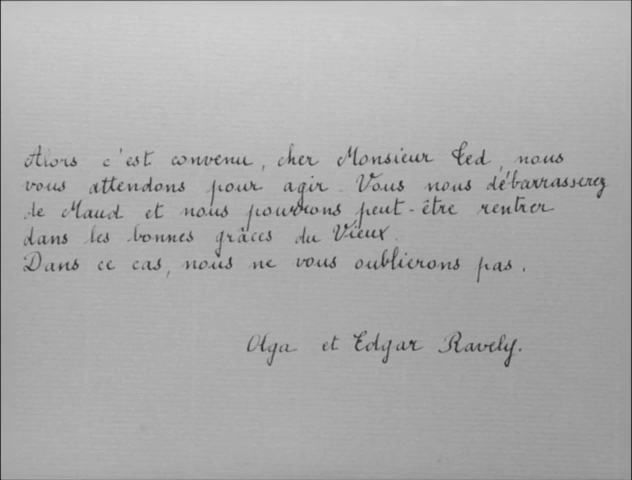 Alors c'est convenu, cher Monsieur Ted, nous
vous attendons pour agir. Vous nous débarrasserez
de Maud et nous pourrons peut-être rentrer
dans les bonnes grâces du Vieux.
Dans ce cas, nous ne vous oublierons pas.
Olga et Edgar Ravely.